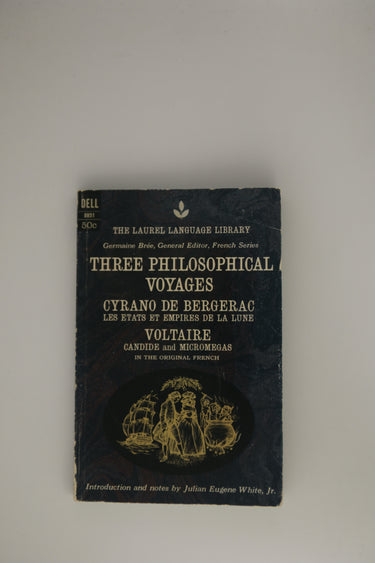 DELL
50c
THE LAUREL LANGUAGE LIBRARY
Germaine Brée, General Editor, French Series
THREE PHILOSOPHICAL
VOYAGES
CYRANO DE BERGERAC
LES ETATS ET EMPIRES DE LA LUNE
VOLTAIRE
CANDIDE and MICROMEGAS
IN THE ORIGINAL FRENCH
Introduction and notes by Julian Eugene White, Jr.